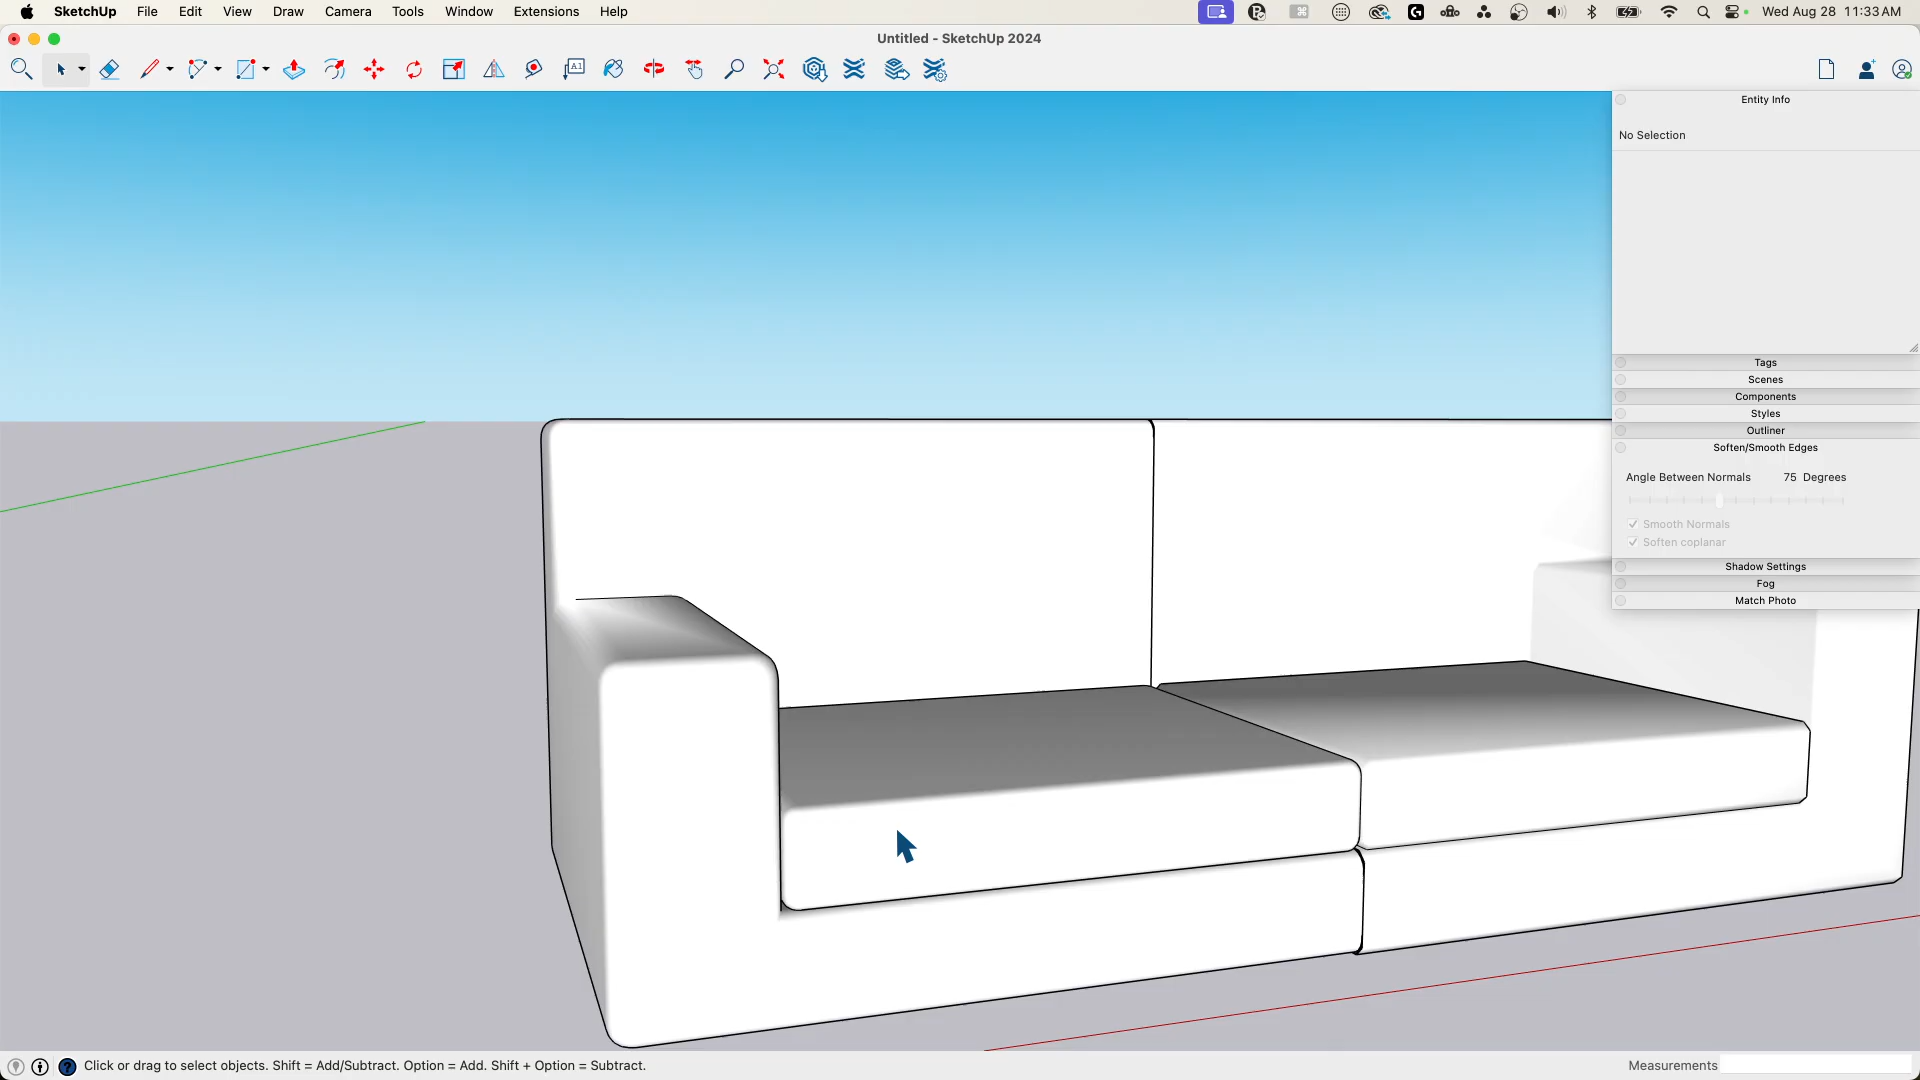 SketchUp File Edit View Draw Camera Tools Window Extensions Help Wed Aug 28 11:33 AM
Untitled - SketchUp 2024
A1
Entity Info
No Selection
Tags
Scenes
Components
Styles
Outliner
Soften/Smooth Edges
Angle Between Normals 75 Degrees
Smooth Normals
Soften coplanar
Shadow Settings
Fog
Match Photo
Click or drag to select objects. Shift = Add/Subtract. Option = Add. Shift + Option = Subtract. Measurements